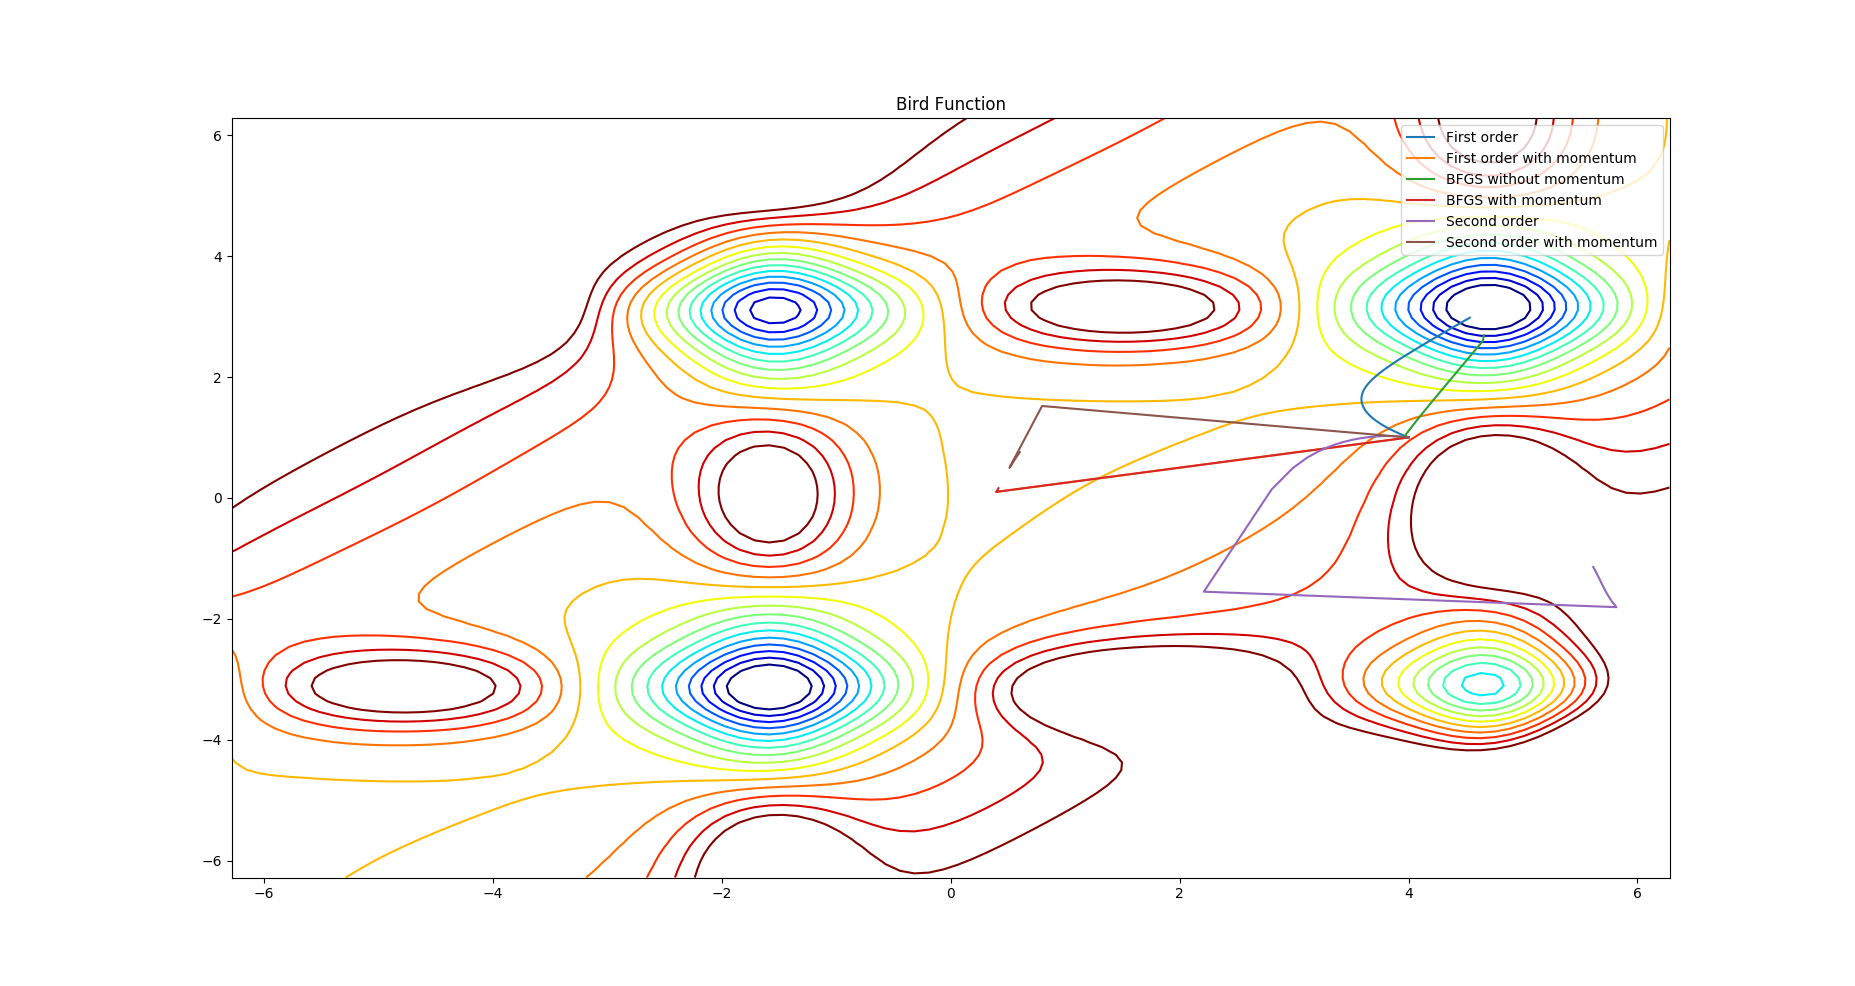 Bird Function
First order
First order with momentum
BFGS without momentum
BFGS with momentum
Second order
Second order with momentum
6
4
2
0
−2
−4
−6
−6 −4 −2 0 2 4 6